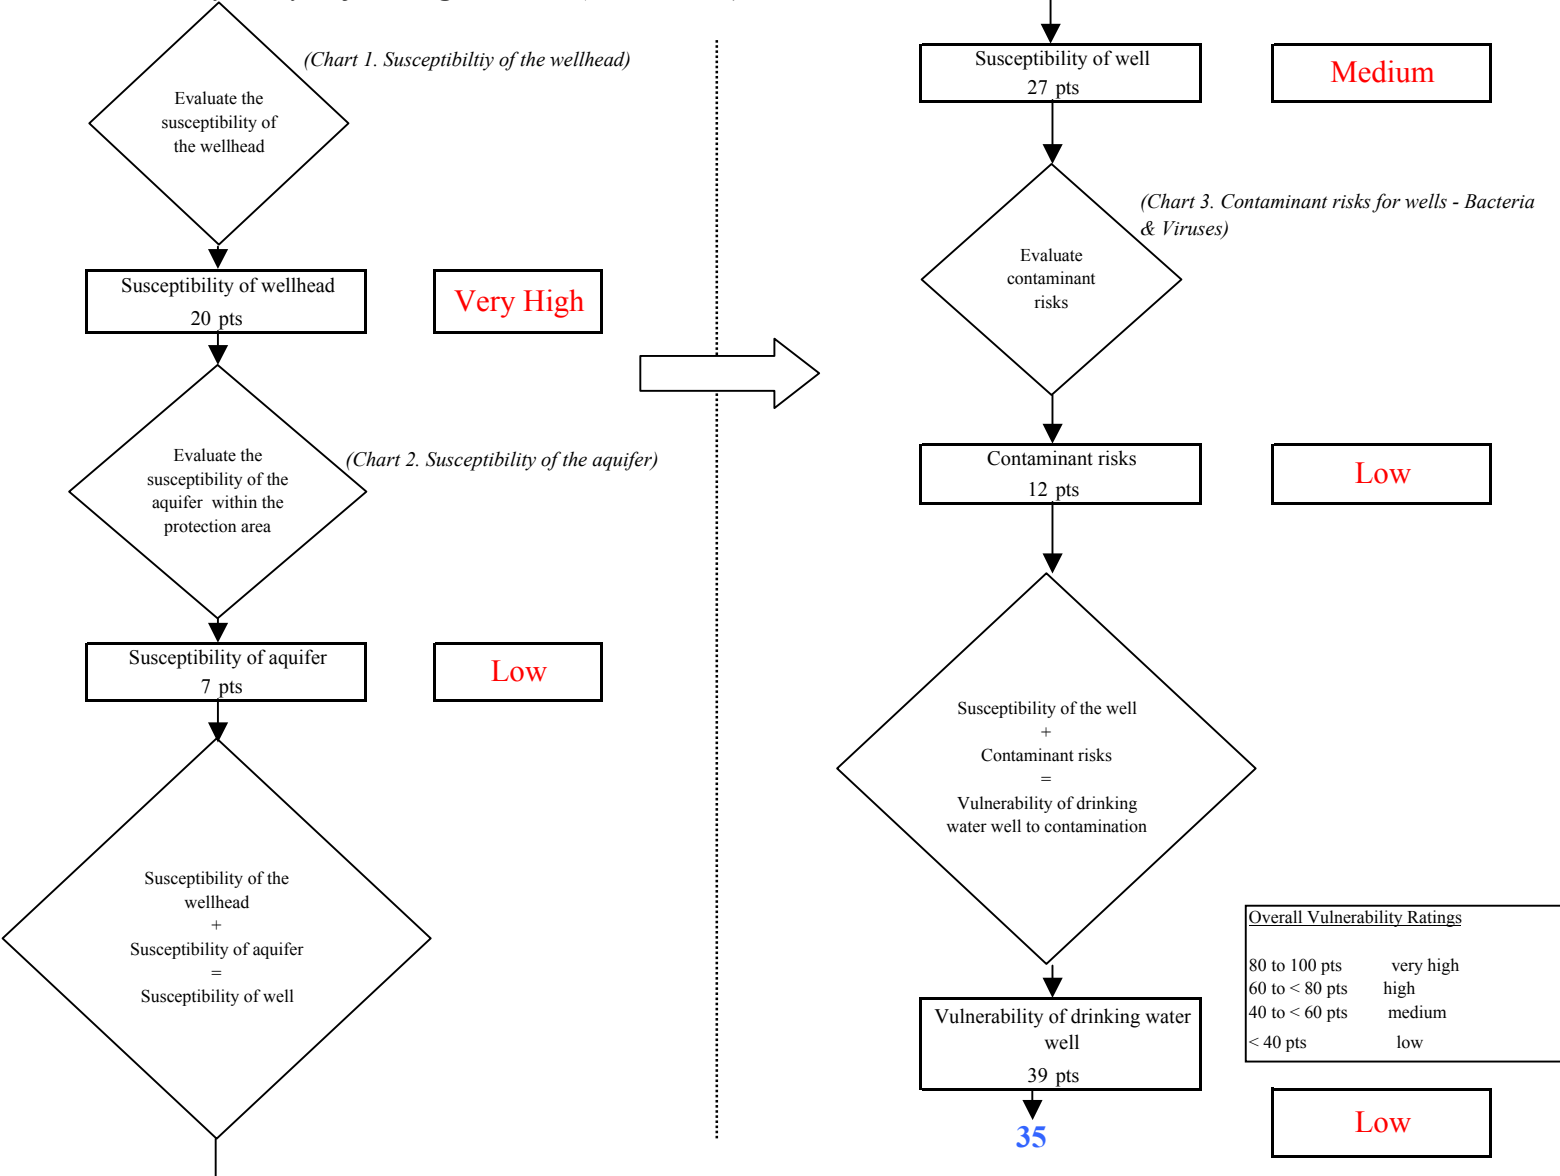 (Chart 1. Susceptibiltiy of the wellhead)
Evaluate the
susceptibility of
the wellhead
Susceptibility of wellhead
20 pts
Very High
(Chart 2. Susceptibility of the aquifer)
Evaluate the
susceptibility of the
aquifer within the
protection area
Susceptibility of aquifer
7 pts
Low
Susceptibility of the
wellhead
+
Susceptibility of aquifer
=
Susceptibility of well
Susceptibility of well
27 pts
Medium
(Chart 3. Contaminant risks for wells - Bacteria
& Viruses)
Evaluate
contaminant
risks
Contaminant risks
12 pts
Low
Susceptibility of the well
+
Contaminant risks
=
Vulnerability of drinking
water well to contamination
Overall Vulnerability Ratings
80 to 100 pts very high
60 to < 80 pts high
40 to < 60 pts medium
< 40 pts low
Vulnerability of drinking water
well
39 pts
35
Low